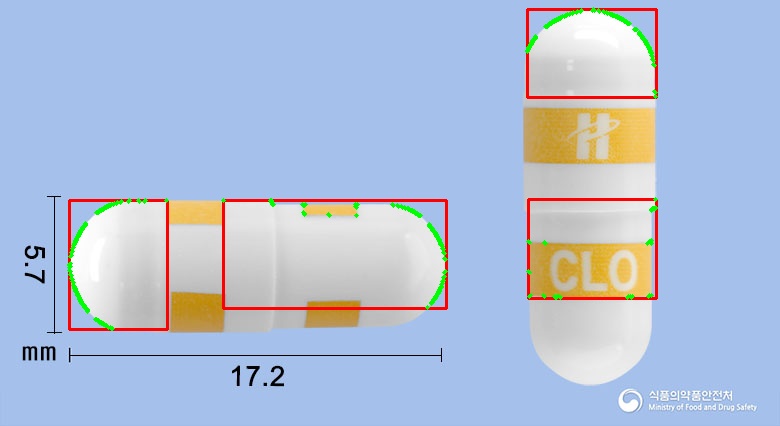 H
CLO
5.7
mm
17.2
식품의약품안전처
Ministry of Food and Drug Safety